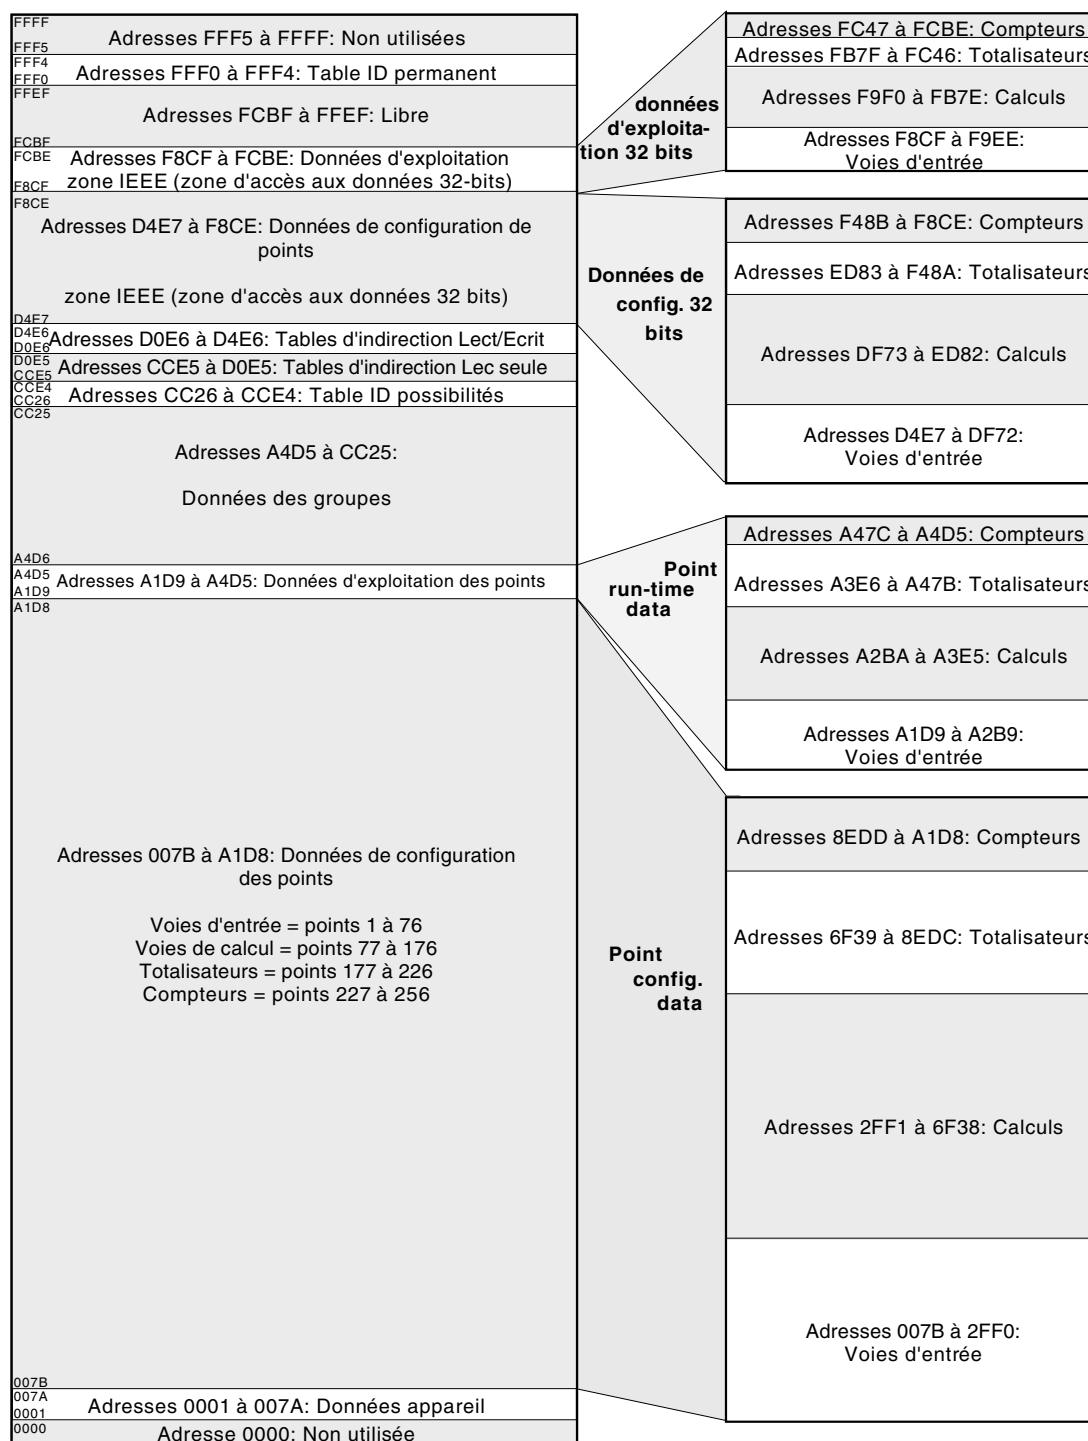 FFFF
Adresses FFF5 à FFFF: Non utilisées
FFF5
FFF4
Adresses FFF0 à FFF4: Table ID permanent
FFF0
FFEF
Adresses FCBF à FFEF: Libre
FCBF
FCBE
Adresses F8CF à FCBE: Données d'exploitation
zone IEEE (zone d'accès aux données 32-bits)
F8CF
F8CE
Adresses D4E7 à F8CE: Données de configuration de
points
zone IEEE (zone d'accès aux données 32 bits)
D4E7
D4E6
Adresses D0E6 à D4E6: Tables d'indirection Lect/Ecrit
D0E6
D0E5
Adresses CCE5 à D0E5: Tables d'indirection Lec seule
CCE5
CCE4
Adresses CC26 à CCE4: Table ID possibilités
CC26
CC25
Adresses A4D5 à CC25:
Données des groupes
A4D6
A4D5
Adresses A1D9 à A4D5: Données d'exploitation des points
A1D9
A1D8
Adresses 007B à A1D8: Données de configuration
des points
Voies d'entrée = points 1 à 76
Voies de calcul = points 77 à 176
Totalisateurs = points 177 à 226
Compteurs = points 227 à 256
007B
007A
Adresses 0001 à 007A: Données appareil
0001
0000
Adresse 0000: Non utilisée
données
d'exploita-
tion 32 bits
Adresses FC47 à FCBE: Compteurs
Adresses FB7F à FC46: Totalisateurs
Adresses F9F0 à FB7E: Calculs
Adresses F8CF à F9EE:
Voies d'entrée
Données de
config. 32
bits
Adresses F48B à F8CE: Compteurs
Adresses ED83 à F48A: Totalisateurs
Adresses DF73 à ED82: Calculs
Adresses D4E7 à DF72:
Voies d'entrée
Point
run-time
data
Adresses A47C à A4D5: Compteurs
Adresses A3E6 à A47B: Totalisateurs
Adresses A2BA à A3E5: Calculs
Adresses A1D9 à A2B9:
Voies d'entrée
Point
config.
data
Adresses 8EDD à A1D8: Compteurs
Adresses 6F39 à 8EDC: Totalisateurs
Adresses 2FF1 à 6F38: Calculs
Adresses 007B à 2FF0:
Voies d'entrée